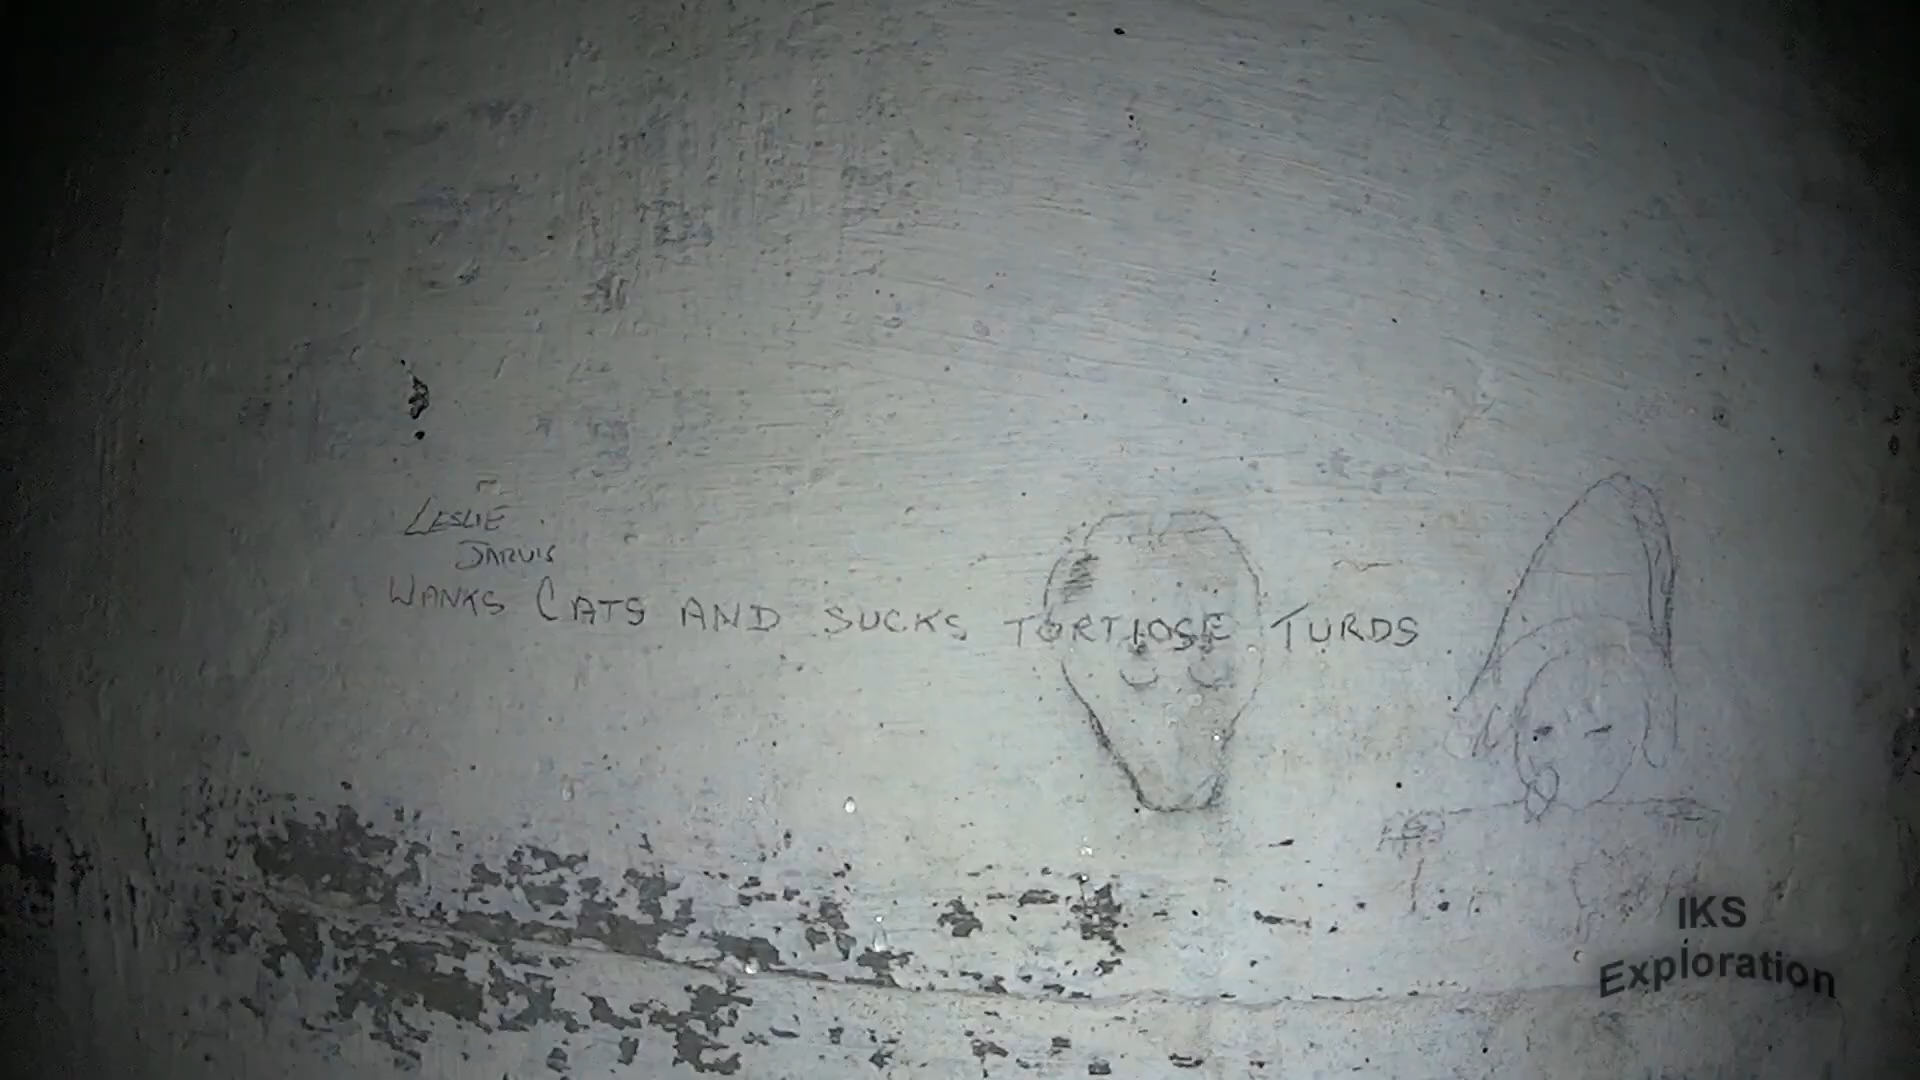 LESLIE
JARVIS
WANKS CATS AND SUCKS TORTIOSE TURDS
IKS
Exploration